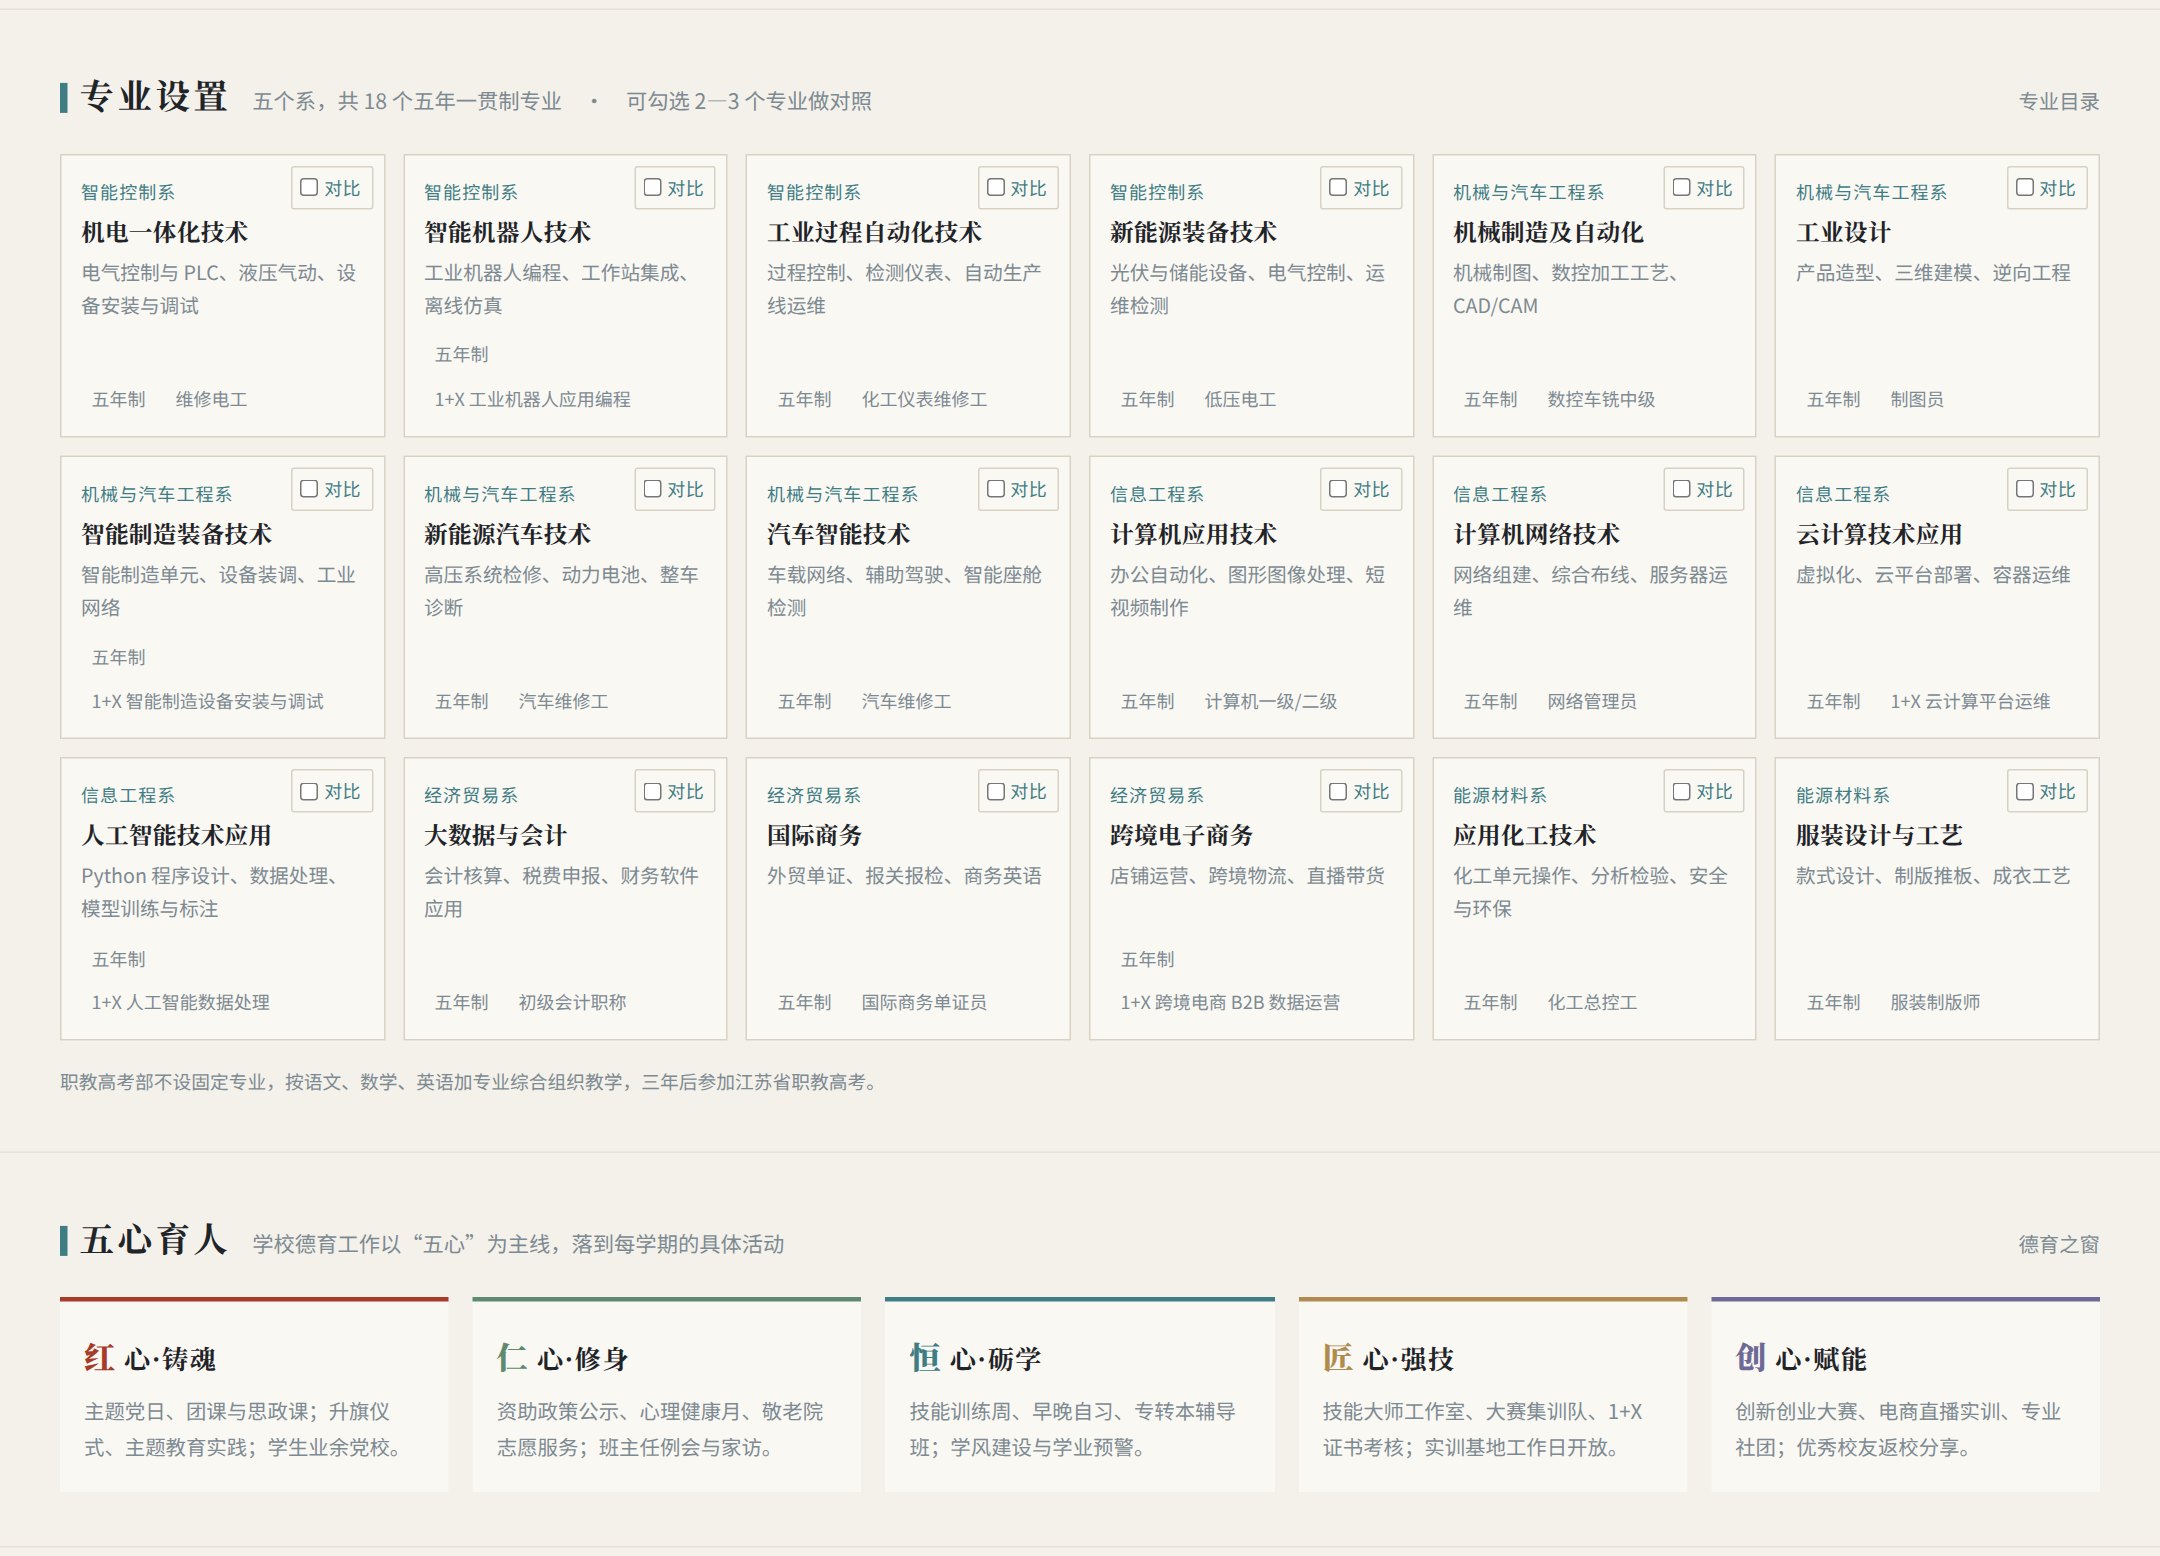 专业设置 五个系，共 18 个五年一贯制专业 · 可勾选 2—3 个专业做对照 专业目录
智能控制系 对比
机电一体化技术
电气控制与 PLC、液压气动、设
备安装与调试
五年制 维修电工
智能控制系 对比
智能机器人技术
工业机器人编程、工作站集成、
离线仿真
五年制
1+X 工业机器人应用编程
智能控制系 对比
工业过程自动化技术
过程控制、检测仪表、自动生产
线运维
五年制 化工仪表维修工
智能控制系 对比
新能源装备技术
光伏与储能设备、电气控制、运
维检测
五年制 低压电工
机械与汽车工程系 对比
机械制造及自动化
机械制图、数控加工工艺、
CAD/CAM
五年制 数控车铣中级
机械与汽车工程系 对比
工业设计
产品造型、三维建模、逆向工程
五年制 制图员
机械与汽车工程系 对比
智能制造装备技术
智能制造单元、设备装调、工业
网络
五年制
1+X 智能制造设备安装与调试
机械与汽车工程系 对比
新能源汽车技术
高压系统检修、动力电池、整车
诊断
五年制 汽车维修工
机械与汽车工程系 对比
汽车智能技术
车载网络、辅助驾驶、智能座舱
检测
五年制 汽车维修工
信息工程系 对比
计算机应用技术
办公自动化、图形图像处理、短
视频制作
五年制 计算机一级/二级
信息工程系 对比
计算机网络技术
网络组建、综合布线、服务器运
维
五年制 网络管理员
信息工程系 对比
云计算技术应用
虚拟化、云平台部署、容器运维
五年制 1+X 云计算平台运维
信息工程系 对比
人工智能技术应用
Python 程序设计、数据处理、
模型训练与标注
五年制
1+X 人工智能数据处理
经济贸易系 对比
大数据与会计
会计核算、税费申报、财务软件
应用
五年制 初级会计职称
经济贸易系 对比
国际商务
外贸单证、报关报检、商务英语
五年制 国际商务单证员
经济贸易系 对比
跨境电子商务
店铺运营、跨境物流、直播带货
五年制
1+X 跨境电商 B2B 数据运营
能源材料系 对比
应用化工技术
化工单元操作、分析检验、安全
与环保
五年制 化工总控工
能源材料系 对比
服装设计与工艺
款式设计、制版推板、成衣工艺
五年制 服装制版师
职教高考部不设固定专业，按语文、数学、英语加专业综合组织教学，三年后参加江苏省职教高考。
五心育人 学校德育工作以“五心”为主线，落到每学期的具体活动 德育之窗
红 心·铸魂
主题党日、团课与思政课；升旗仪
式、主题教育实践；学生业余党校。
仁 心·修身
资助政策公示、心理健康月、敬老院
志愿服务；班主任例会与家访。
恒 心·砺学
技能训练周、早晚自习、专转本辅导
班；学风建设与学业预警。
匠 心·强技
技能大师工作室、大赛集训队、1+X
证书考核；实训基地工作日开放。
创 心·赋能
创新创业大赛、电商直播实训、专业
社团；优秀校友返校分享。